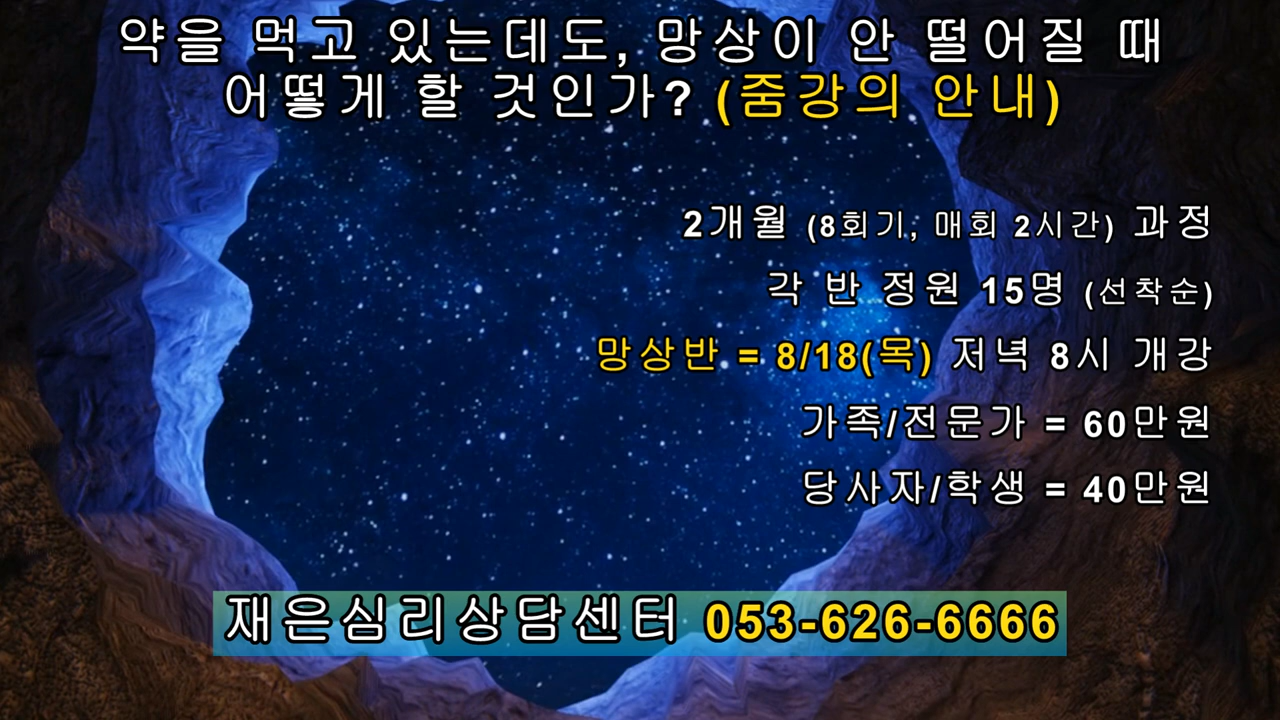 약을 먹고 있는데도, 망상이 안 떨어질 때
어떻게 할 것인가? (줌강의 안내)
2개월 (8회기, 매회 2시간) 과정
각 반 정원 15명 (선착순)
망상반 = 8/18(목) 저녁 8시 개강
가족/전문가 = 60만원
당사자/학생 = 40만원
재은심리상담센터 053-626-6666